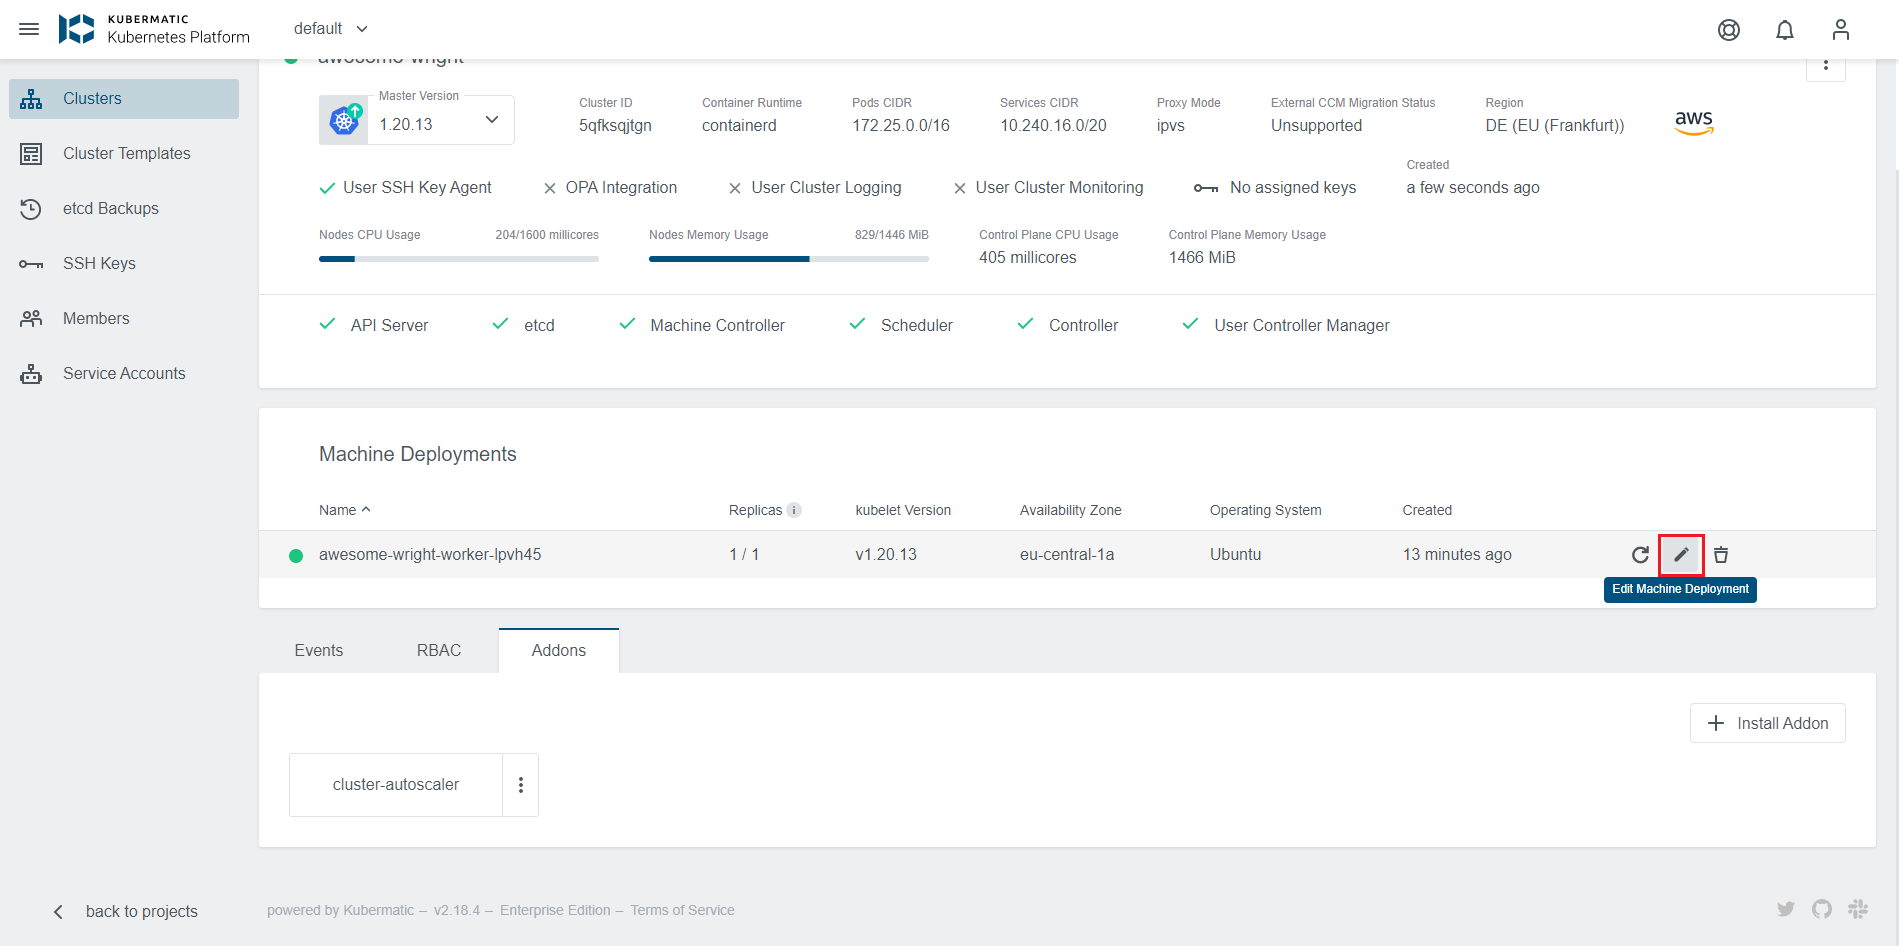 KUBERMATIC
Kubernetes Platform
default
awesome-wright
Clusters
Cluster Templates
etcd Backups
SSH Keys
Members
Service Accounts
Master Version
1.20.13
Cluster ID
5qfksqjtgn
Container Runtime
containerd
Pods CIDR
172.25.0.0/16
Services CIDR
10.240.16.0/20
Proxy Mode
ipvs
External CCM Migration Status
Unsupported
Region
DE (EU (Frankfurt))
aws
User SSH Key Agent
OPA Integration
User Cluster Logging
User Cluster Monitoring
No assigned keys
Created
a few seconds ago
Nodes CPU Usage 204/1600 millicores
Nodes Memory Usage 829/1446 MiB
Control Plane CPU Usage
405 millicores
Control Plane Memory Usage
1466 MiB
API Server etcd Machine Controller Scheduler Controller User Controller Manager
Machine Deployments
Name Replicas i kubelet Version Availability Zone Operating System Created
awesome-wright-worker-lpvh45 1 / 1 v1.20.13 eu-central-1a Ubuntu 13 minutes ago
Edit Machine Deployment
Events RBAC Addons
Install Addon
cluster-autoscaler
back to projects
powered by Kubermatic – v2.18.4 – Enterprise Edition – Terms of Service